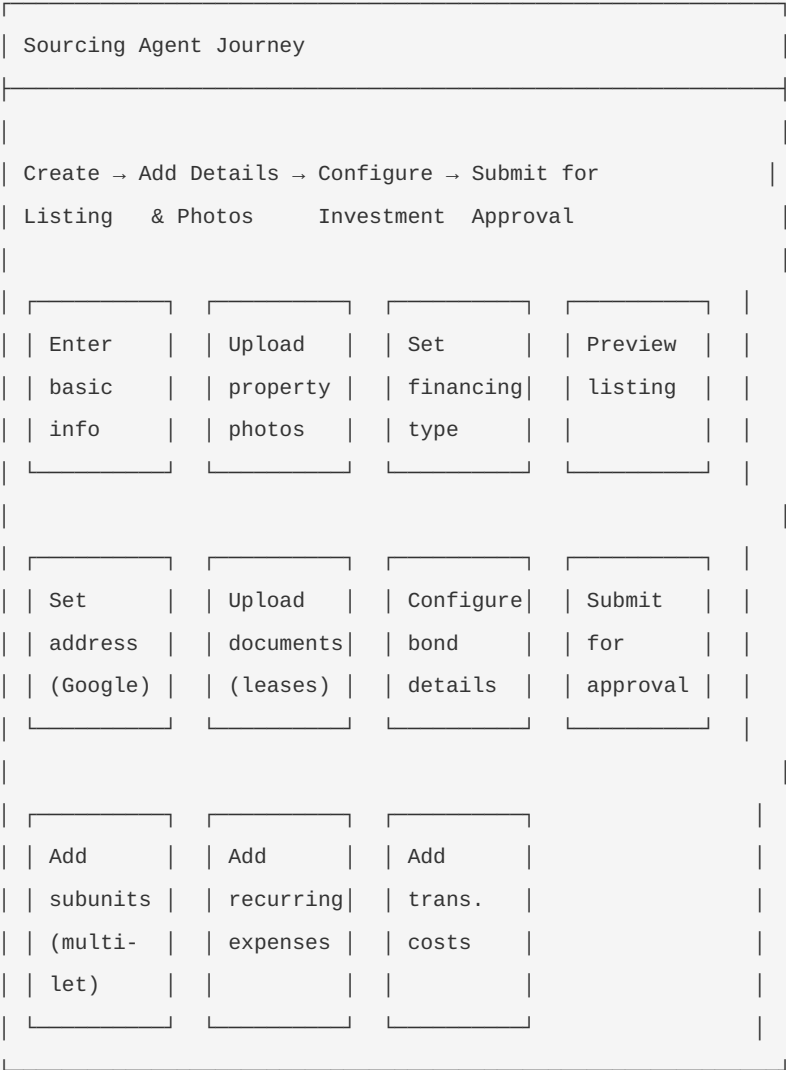 Sourcing Agent Journey
Create → Add Details → Configure → Submit for
Listing & Photos Investment Approval
Enter Upload Set Preview
basic property financing listing
info photos type
Set Upload Configure Submit
address documents bond for
(Google) (leases) details approval
Add Add Add
subunits recurring trans.
(multi- expenses costs
let)